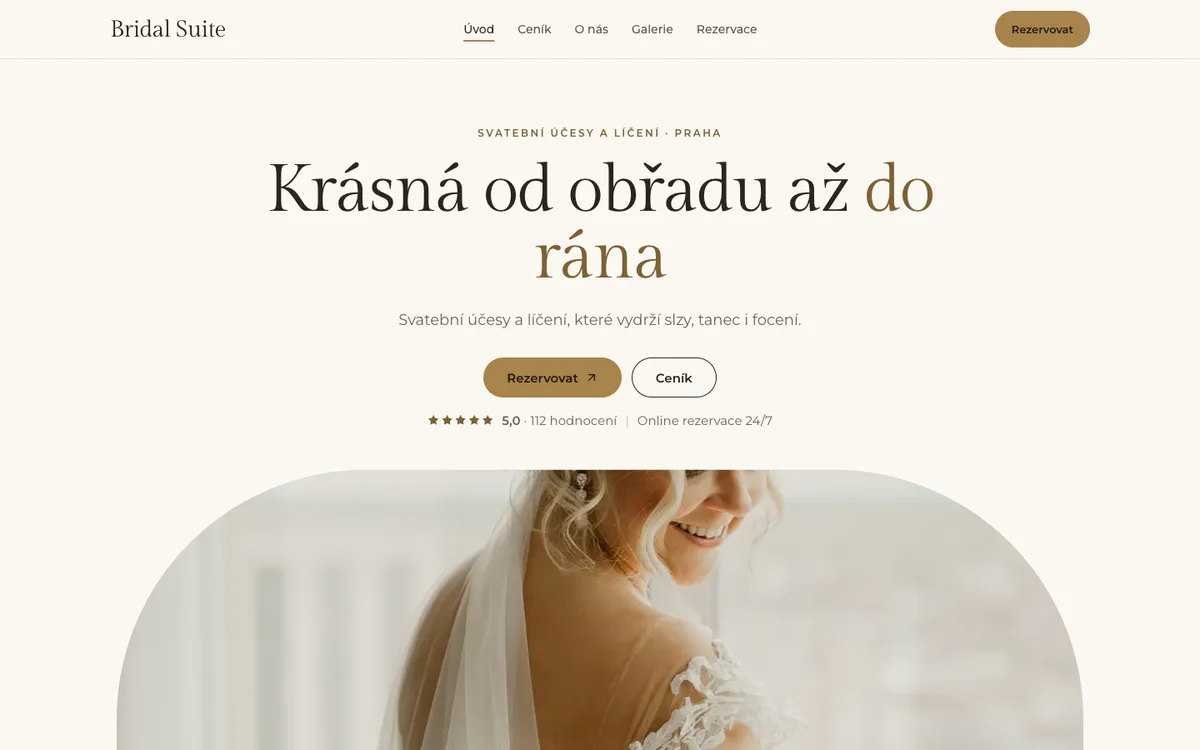 Bridal Suite
Úvod
Ceník
O nás
Galerie
Rezervace
Rezervovat
SVATEBNÍ ÚČESY A LÍČENÍ · PRAHA
Krásná od obřadu až do
rána
Svatební účesy a líčení, které vydrží slzy, tanec i focení.
Rezervovat
Ceník
5,0 · 112 hodnocení | Online rezervace 24/7